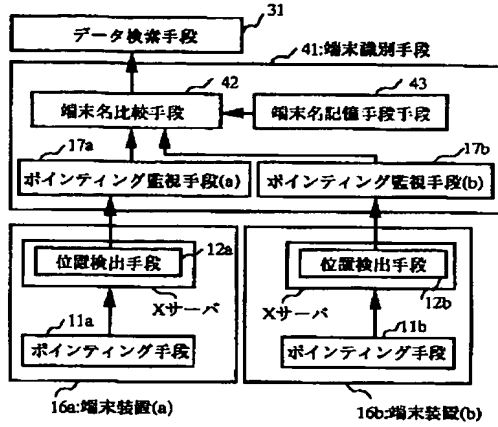 31
データ検索手段
41:端末識別手段
42
43
端末名比較手段
端末名記憶手段手段
17a
17b
ポインティング監視手段(a)
ポインティング監視手段(b)
位置検出手段
12a
位置検出手段
12b
Xサーバ
Xサーバ
11a
11b
ポインティング手段
ポインティング手段
16a:端末装置(a)
16b:端末装置(b)